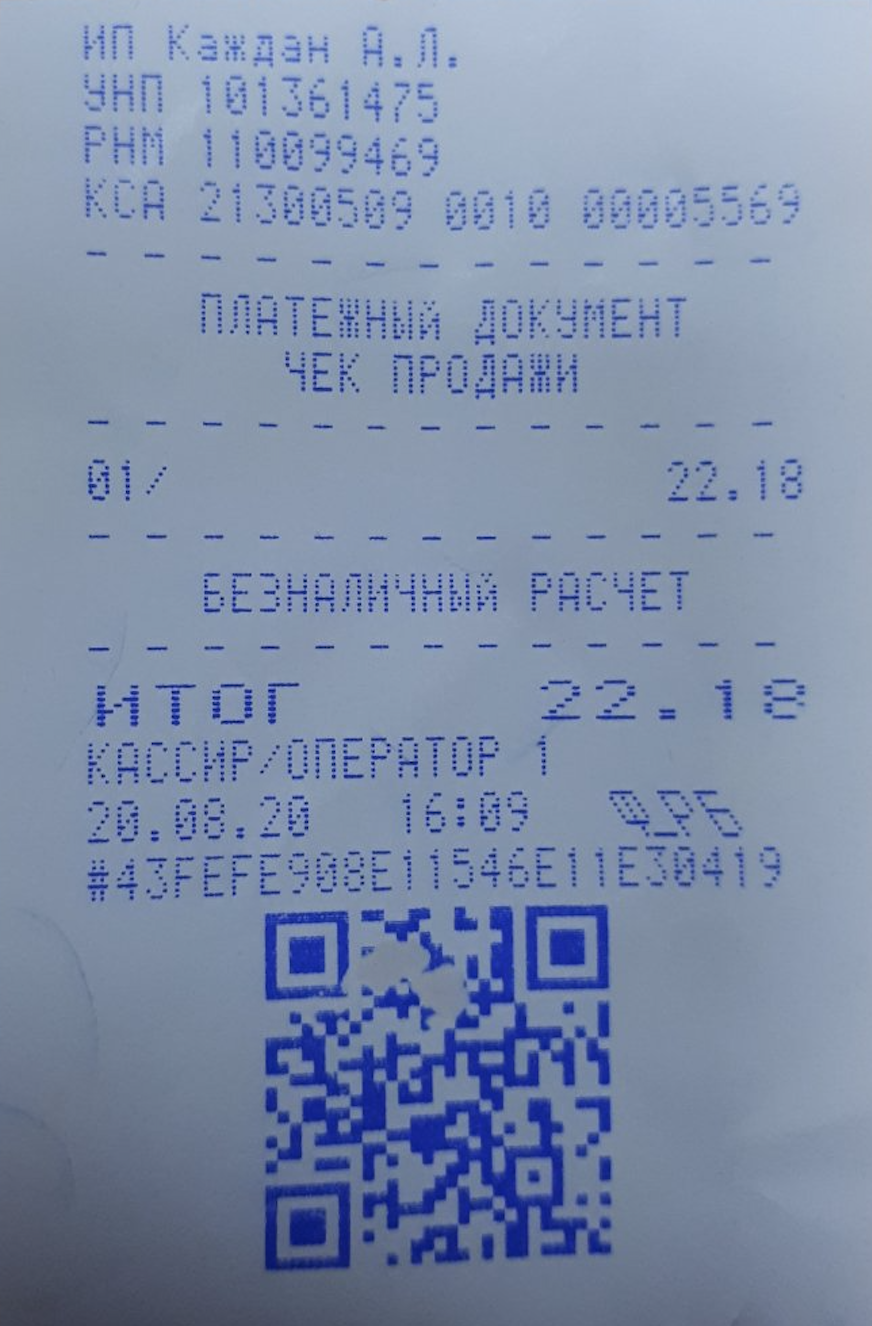 ИП Каждан А.Л.
УНП 101361475
РНМ 110099469
КСА 21300509 0010 00005569
ПЛАТЕЖНЫЙ ДОКУМЕНТ
ЧЕК ПРОДАЖИ
01/ 22.18
БЕЗНАЛИЧНЫЙ РАСЧЕТ
ИТОГ 22.18
КАССИР/ОПЕРАТОР 1
20.08.20 16:09
#43FEFE908E11546E11E30419